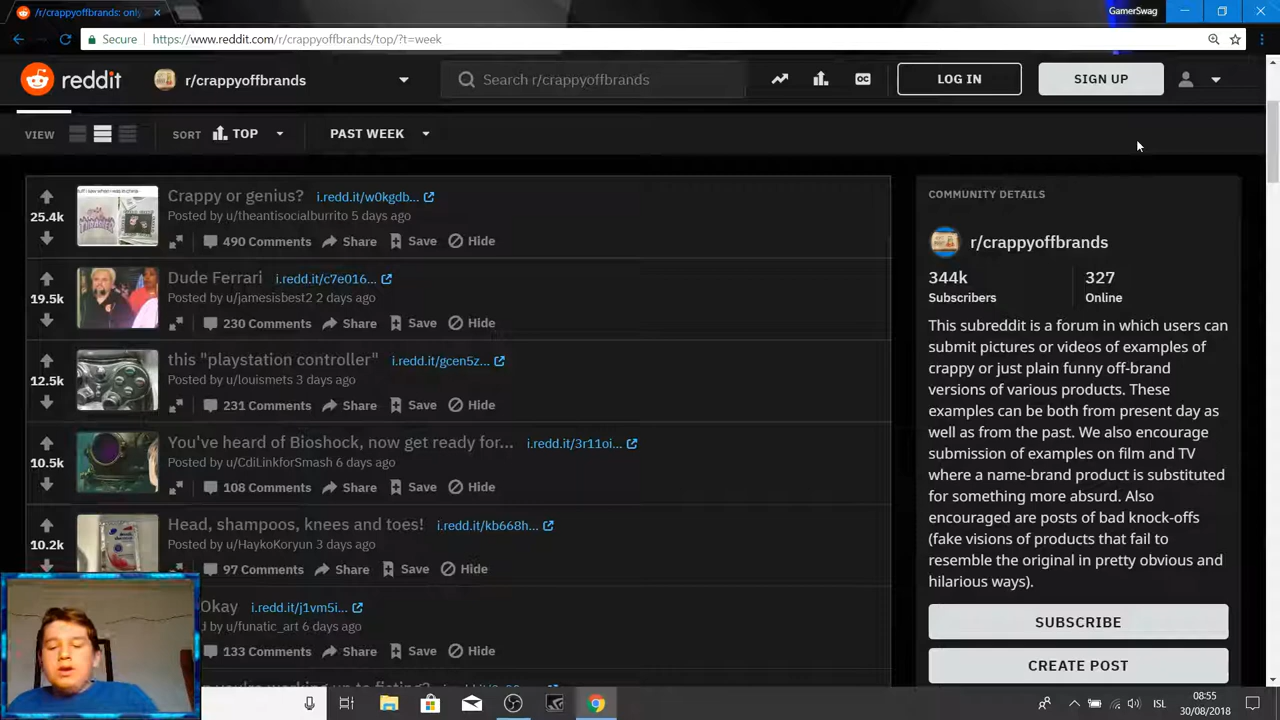 /r/crappyoffbrands: only
GamerSwag
Secure
https://www.reddit.com/r/crappyoffbrands/top/?t=week
reddit
r/crappyoffbrands
Search r/crappyoffbrands
LOG IN
SIGN UP
VIEW
SORT
TOP
PAST WEEK
25.4k
Crappy or genius? i.redd.it/w0kgdb...
Posted by u/theantisocialburrito 5 days ago
490 Comments Share Save Hide
19.5k
Dude Ferrari i.redd.it/c7e016...
Posted by u/jamesisbest2 2 days ago
230 Comments Share Save Hide
12.5k
this "playstation controller" i.redd.it/gcen5z...
Posted by u/louismets 3 days ago
231 Comments Share Save Hide
10.5k
You've heard of Bioshock, now get ready for... i.redd.it/3r11oi...
Posted by u/CdiLinkforSmash 6 days ago
108 Comments Share Save Hide
10.2k
Head, shampoos, knees and toes! i.redd.it/kb668h...
Posted by u/HaykoKoryun 3 days ago
97 Comments Share Save Hide
Okay i.redd.it/j1vm5i...
by u/funatic_art 6 days ago
133 Comments Share Save Hide
COMMUNITY DETAILS
r/crappyoffbrands
344k
Subscribers
327
Online
This subreddit is a forum in which users can
submit pictures or videos of examples of
crappy or just plain funny off-brand
versions of various products. These
examples can be both from present day as
well as from the past. We also encourage
submission of examples on film and TV
where a name-brand product is substituted
for something more absurd. Also
encouraged are posts of bad knock-offs
(fake visions of products that fail to
resemble the original in pretty obvious and
hilarious ways).
SUBSCRIBE
CREATE POST
ISL
08:55
30/08/2018